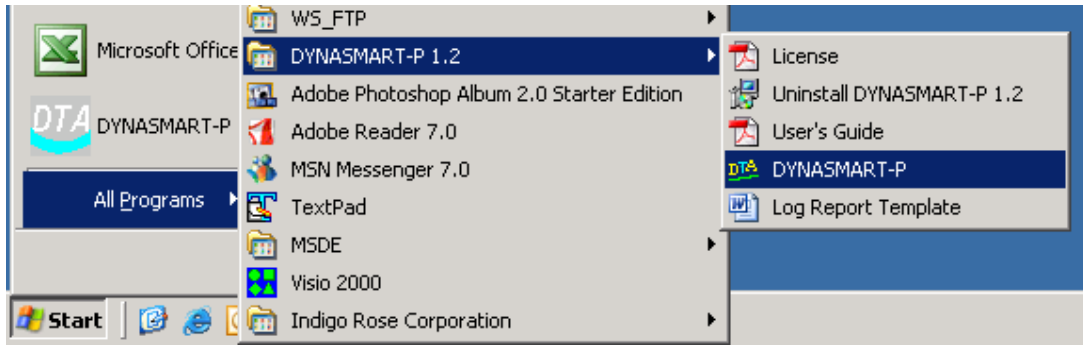 Microsoft Office
DTA
DYNASMART-P
All Programs
Start
WS_FTP
DYNASMART-P 1.2
Adobe Photoshop Album 2.0 Starter Edition
Adobe Reader 7.0
MSN Messenger 7.0
TextPad
MSDE
Visio 2000
Indigo Rose Corporation
License
Uninstall DYNASMART-P 1.2
User's Guide
DTA
DYNASMART-P
Log Report Template